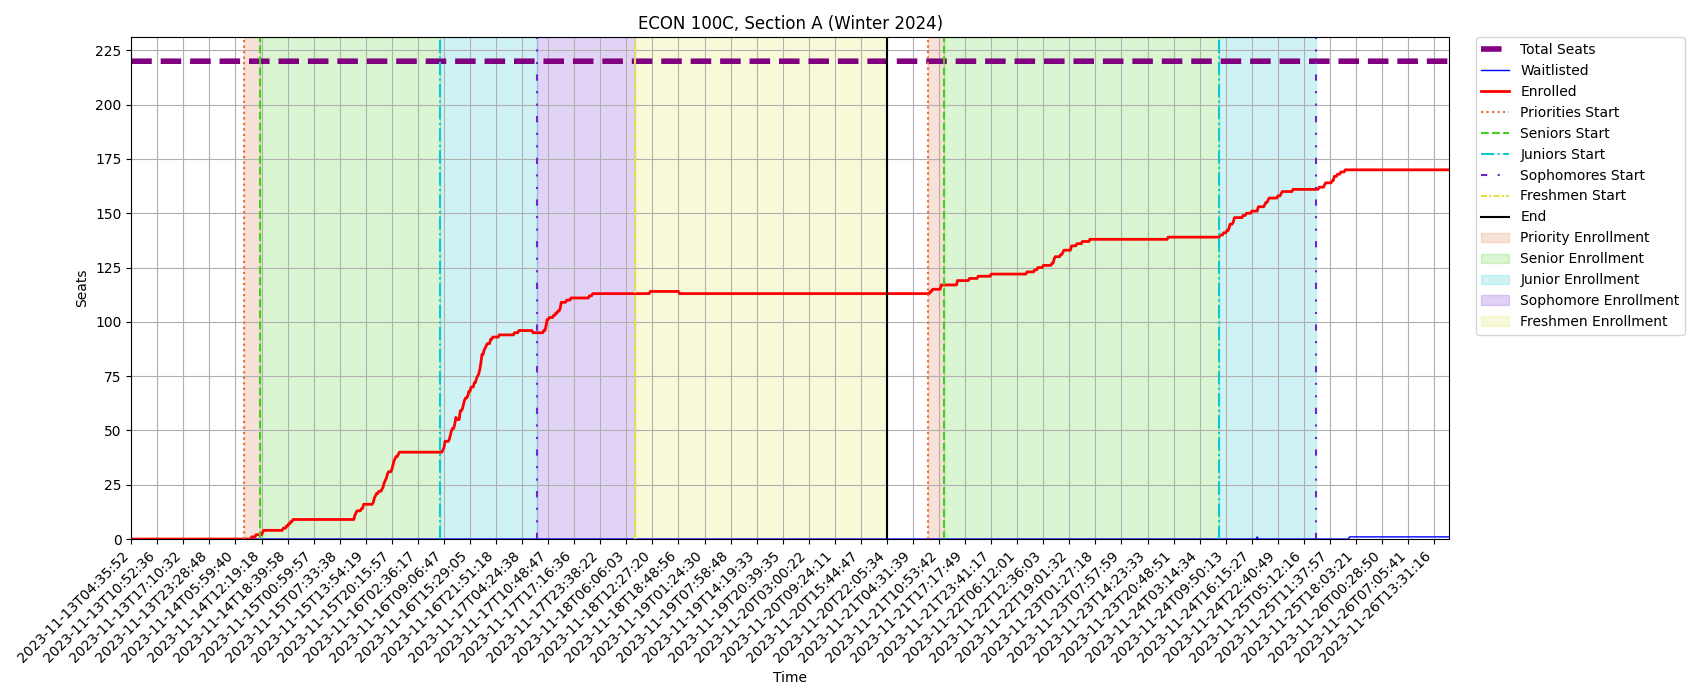 ECON 100C, Section A (Winter 2024)
Seats
225
200
175
150
125
100
75
50
25
0
2023-11-13T04:35:52
2023-11-13T10:52:36
2023-11-13T17:10:32
2023-11-13T23:28:48
2023-11-14T05:59:40
2023-11-14T12:19:18
2023-11-14T18:39:58
2023-11-15T00:59:57
2023-11-15T07:33:38
2023-11-15T13:54:19
2023-11-15T20:15:57
2023-11-16T02:36:17
2023-11-16T09:06:47
2023-11-16T15:29:05
2023-11-16T21:51:18
2023-11-17T04:24:38
2023-11-17T10:48:47
2023-11-17T17:16:36
2023-11-17T23:38:22
2023-11-18T06:06:03
2023-11-18T12:27:20
2023-11-18T18:48:56
2023-11-19T01:24:30
2023-11-19T07:58:48
2023-11-19T14:19:33
2023-11-19T20:39:35
2023-11-20T03:00:22
2023-11-20T09:24:11
2023-11-20T15:44:47
2023-11-20T22:05:34
2023-11-21T04:31:39
2023-11-21T10:53:42
2023-11-21T17:17:49
2023-11-21T23:41:17
2023-11-22T06:12:01
2023-11-22T12:36:03
2023-11-22T19:01:32
2023-11-23T01:27:18
2023-11-23T07:57:59
2023-11-23T14:23:33
2023-11-23T20:48:51
2023-11-24T03:14:34
2023-11-24T09:50:13
2023-11-24T16:15:27
2023-11-24T22:40:49
2023-11-25T05:12:16
2023-11-25T11:37:57
2023-11-25T18:03:21
2023-11-26T00:28:50
2023-11-26T07:05:41
2023-11-26T13:31:16
Time
Total Seats
Waitlisted
Enrolled
Priorities Start
Seniors Start
Juniors Start
Sophomores Start
Freshmen Start
End
Priority Enrollment
Senior Enrollment
Junior Enrollment
Sophomore Enrollment
Freshmen Enrollment